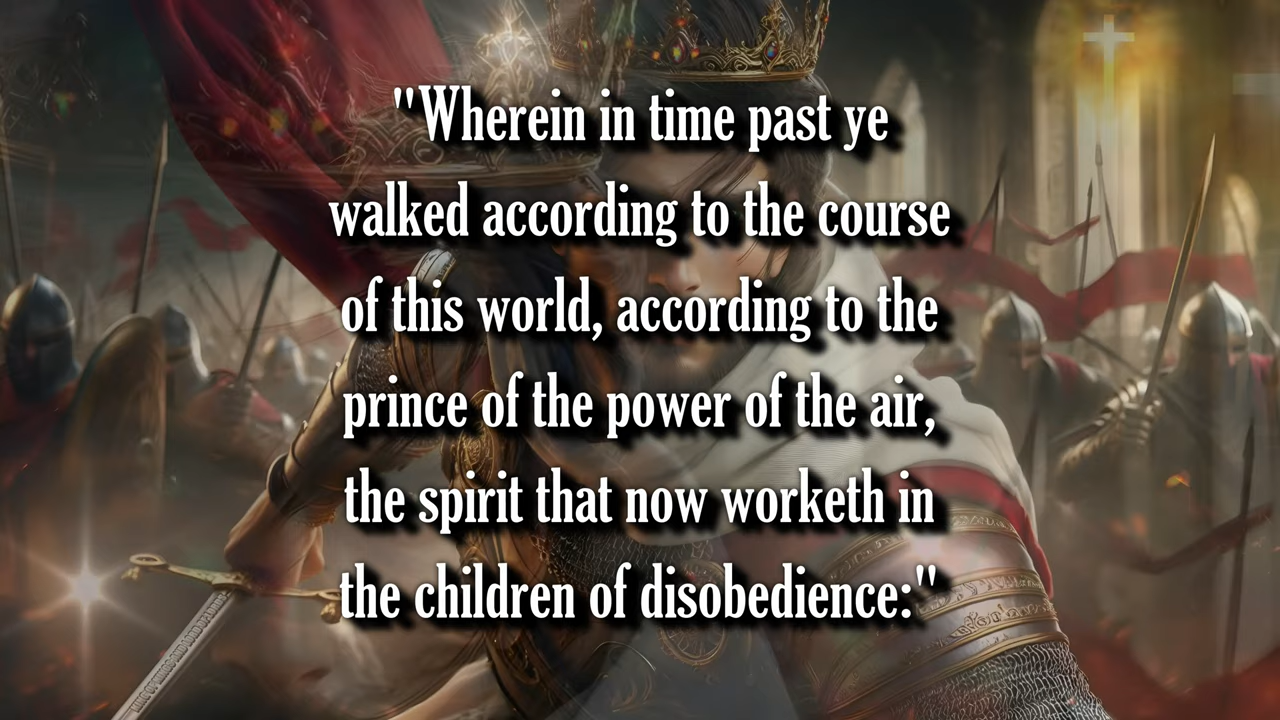 "Wherein in time past ye
walked according to the course
of this world, according to the
prince of the power of the air,
the spirit that now worketh in
the children of disobedience:"